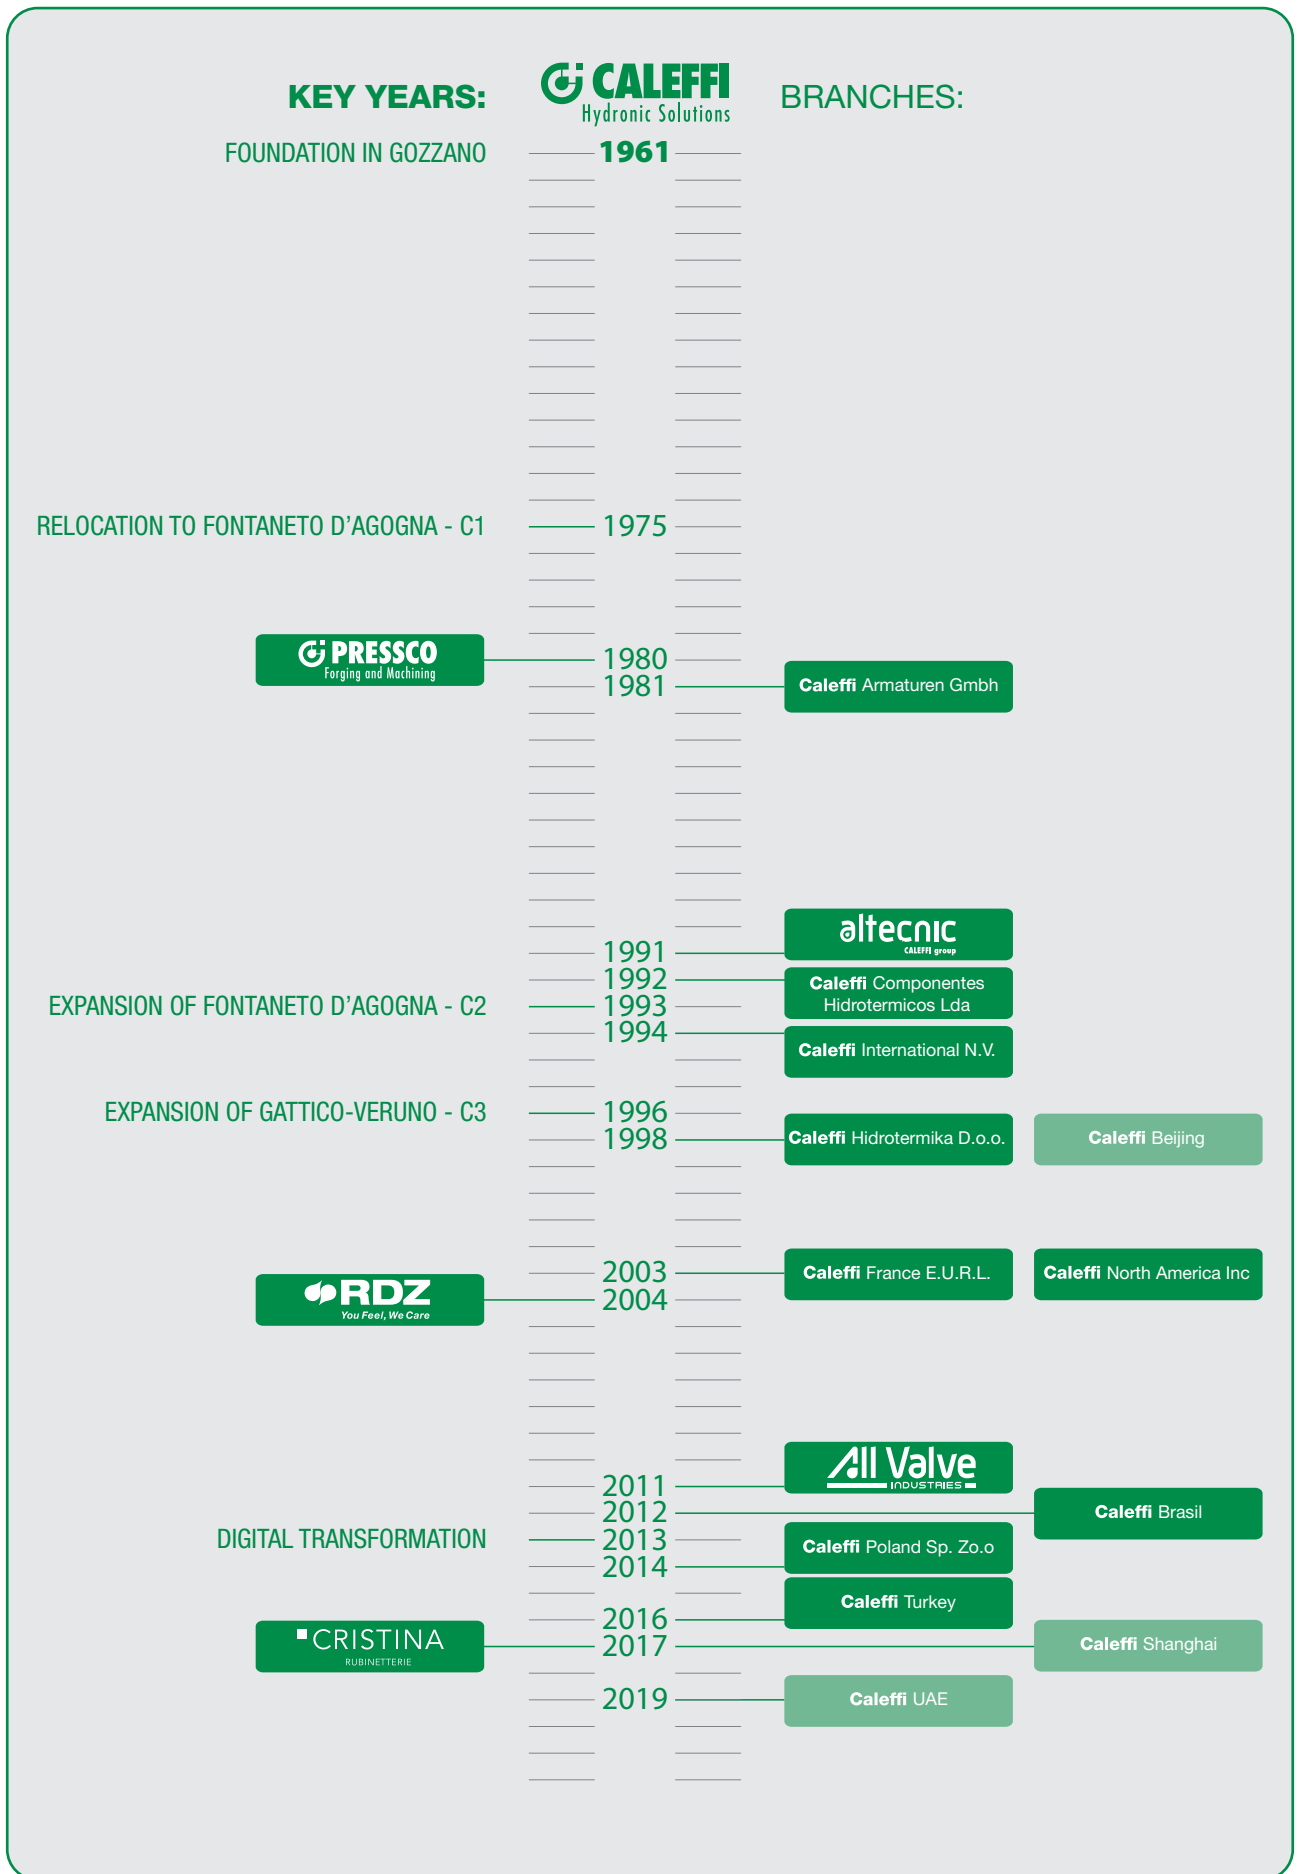 KEY YEARS:
CALEFFI
Hydronic Solutions
BRANCHES:
FOUNDATION IN GOZZANO
1961
RELOCATION TO FONTANETO D’AGOGNA - C1
1975
PRESSCO
Forging and Machining
1980
1981
Caleffi Armaturen Gmbh
altecnic
CALEFFI group
1991
1992
Caleffi Componentes
Hidrotermicos Lda
EXPANSION OF FONTANETO D’AGOGNA - C2
1993
1994
Caleffi International N.V.
EXPANSION OF GATTICO-VERUNO - C3
1996
1998
Caleffi Hidrotermika D.o.o.
Caleffi Beijing
2003
Caleffi France E.U.R.L.
Caleffi North America Inc
RDZ
You Feel, We Care
2004
All Valve
INDUSTRIES
2011
2012
Caleffi Brasil
DIGITAL TRANSFORMATION
2013
Caleffi Poland Sp. Zo.o
2014
Caleffi Turkey
2016
CRISTINA
RUBINETTERIE
2017
Caleffi Shanghai
2019
Caleffi UAE